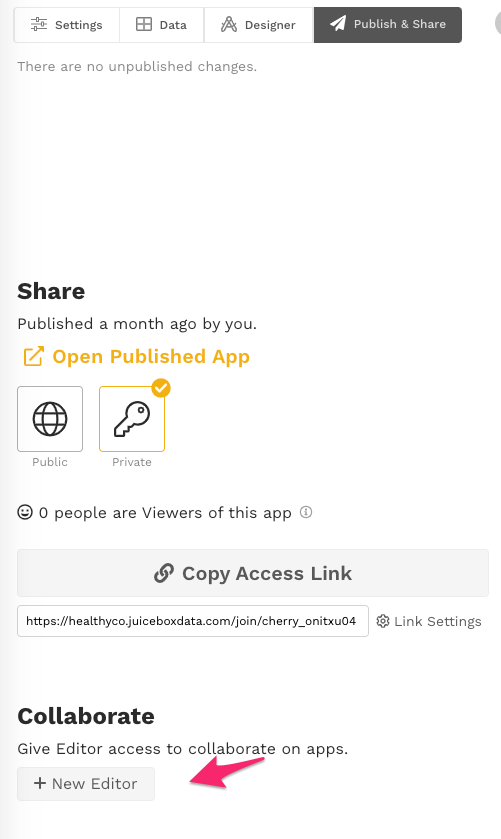 Settings Data Designer Publish & Share
There are no unpublished changes.
Share
Published a month ago by you.
Open Published App
Public Private
0 people are Viewers of this app
Copy Access Link
https://healthyco.juiceboxdata.com/join/cherry_onitxu04 Link Settings
Collaborate
Give Editor access to collaborate on apps.
+ New Editor